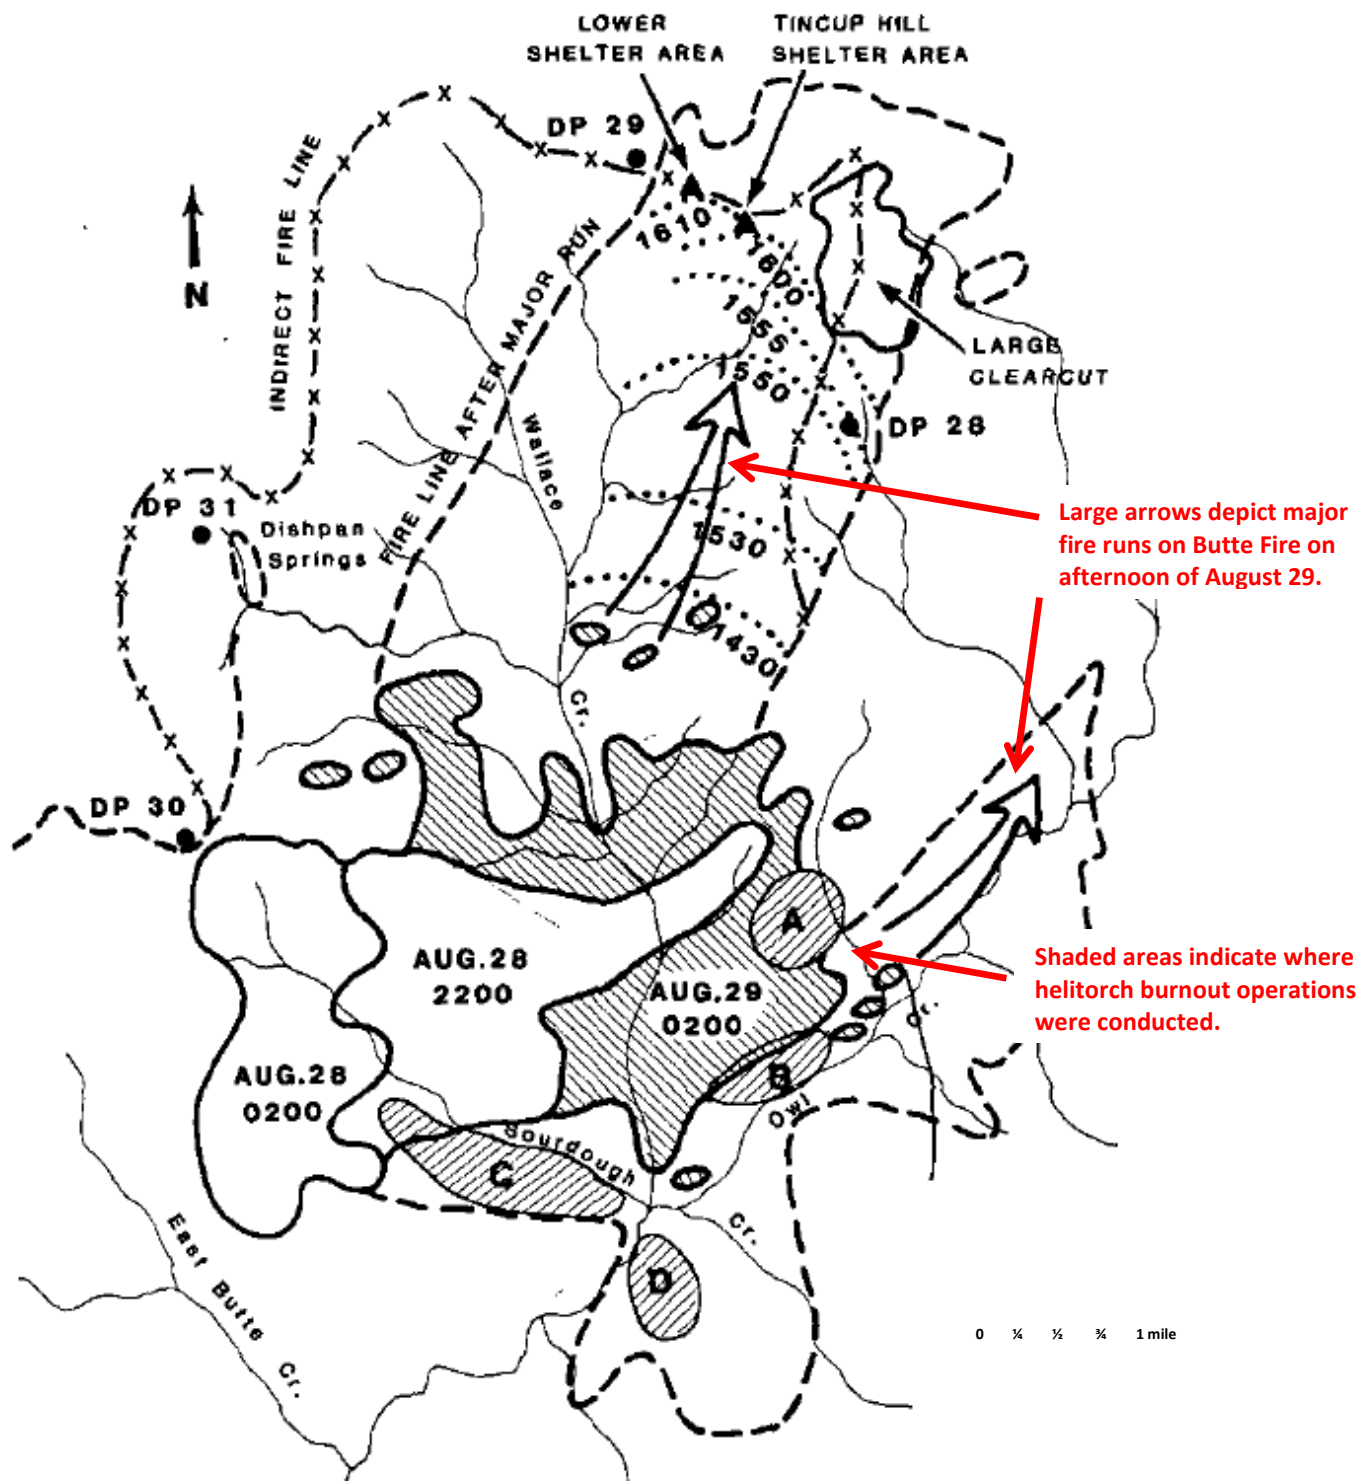 LOWER
SHELTER AREA
TINCUP HILL
SHELTER AREA
DP 29
INDIRECT FIRE LINE
N
FIRE LINE AFTER MAJOR RUN
1610
1600
1555
1550
LARGE
CLEARCUT
DP 28
Wallace
Cr.
DP 31
Dishpan
Springs
1530
1430
Large arrows depict major
fire runs on Butte Fire on
afternoon of August 29.
DP 30
A
AUG.28
2200
AUG.29
0200
Shaded areas indicate where
helitorch burnout operations
were conducted.
AUG.28
0200
B
Owl
Cr.
Sourdough
Cr.
C
D
East Butte
Cr.
0 ¼ ½ ¾ 1 mile